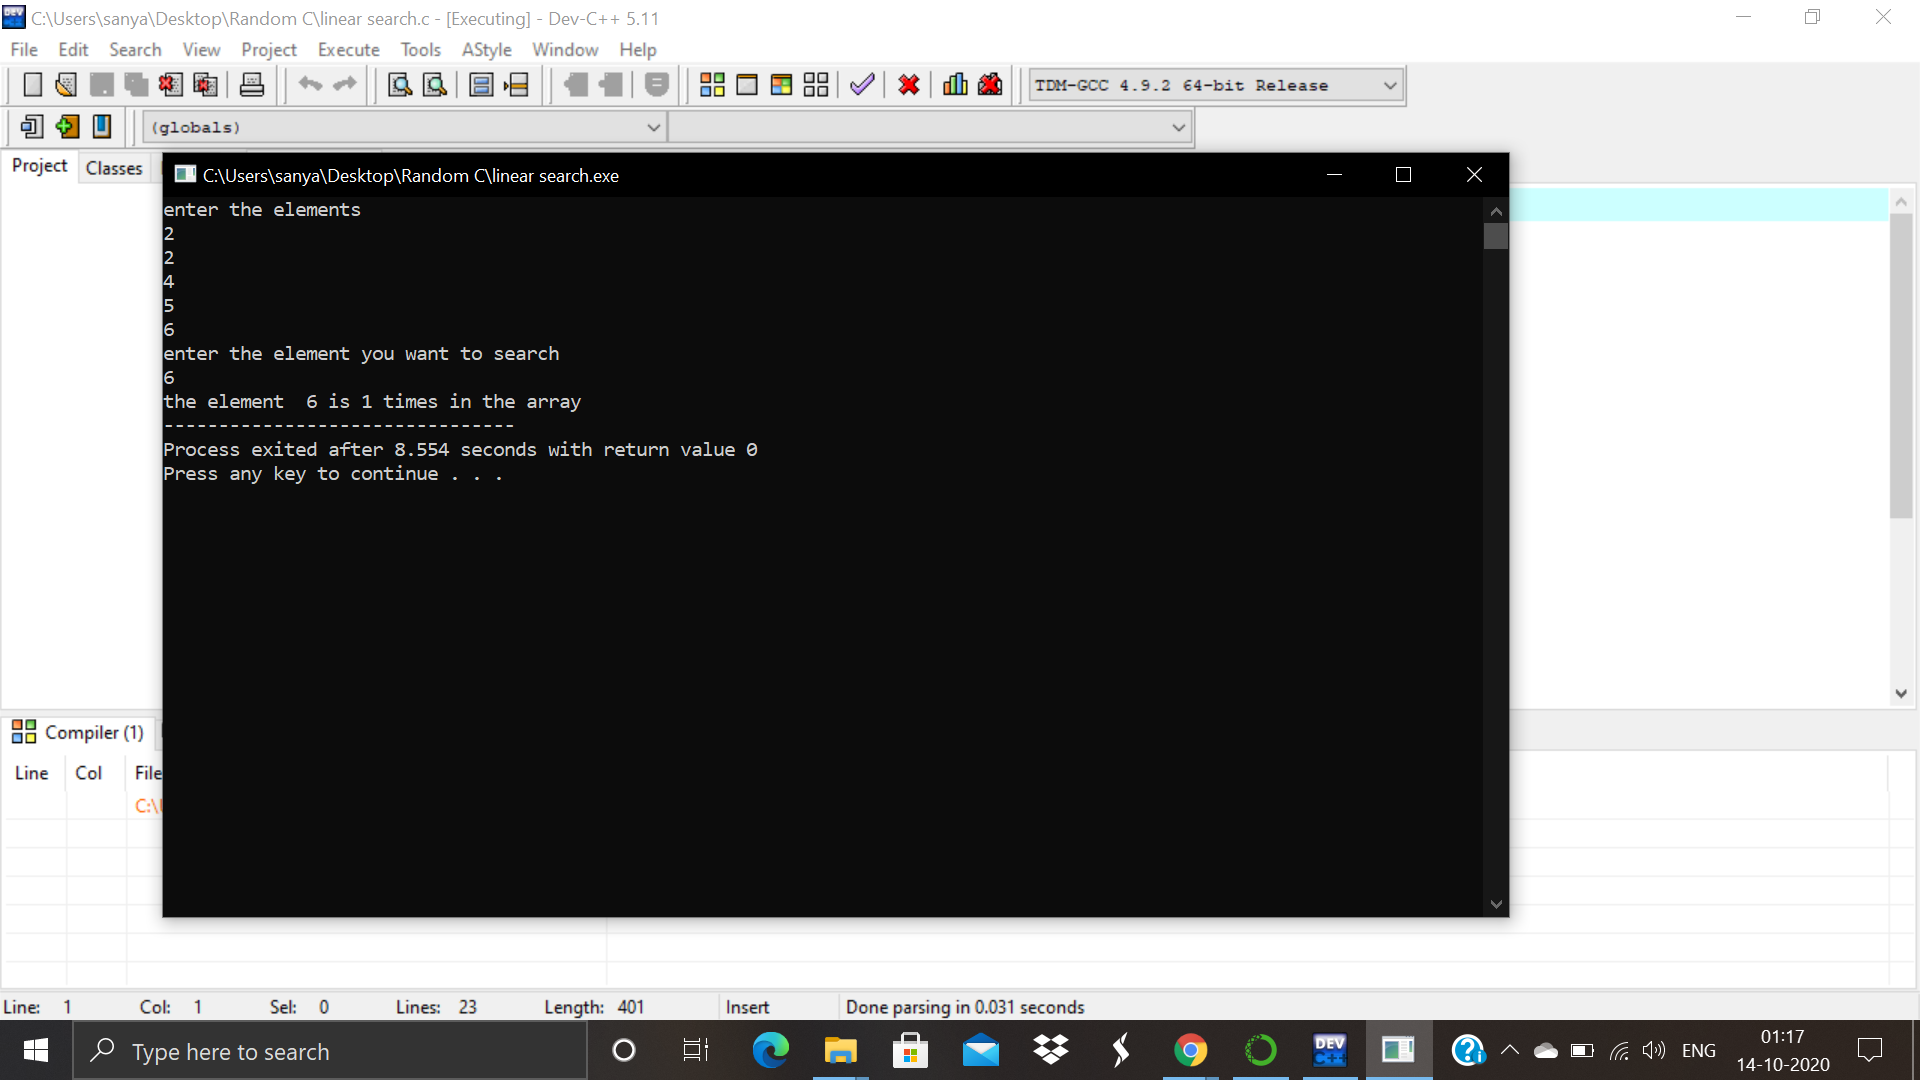 C:\Users\sanya\Desktop\Random C\linear search.c - [Executing] - Dev-C++ 5.11
File Edit Search View Project Execute Tools AStyle Window Help
TDM-GCC 4.9.2 64-bit Release
(globals)
Project Classes
C:\Users\sanya\Desktop\Random C\linear search.exe
enter the elements
2
2
4
5
6
enter the element you want to search
6
the element  6 is 1 times in the array
--------------------------------
Process exited after 8.554 seconds with return value 0
Press any key to continue . . .
Compiler (1)
Line Col File
C:\
Line: 1 Col: 1 Sel: 0 Lines: 23 Length: 401 Insert Done parsing in 0.031 seconds
Type here to search
DEV C++
ENG
01:17
14-10-2020